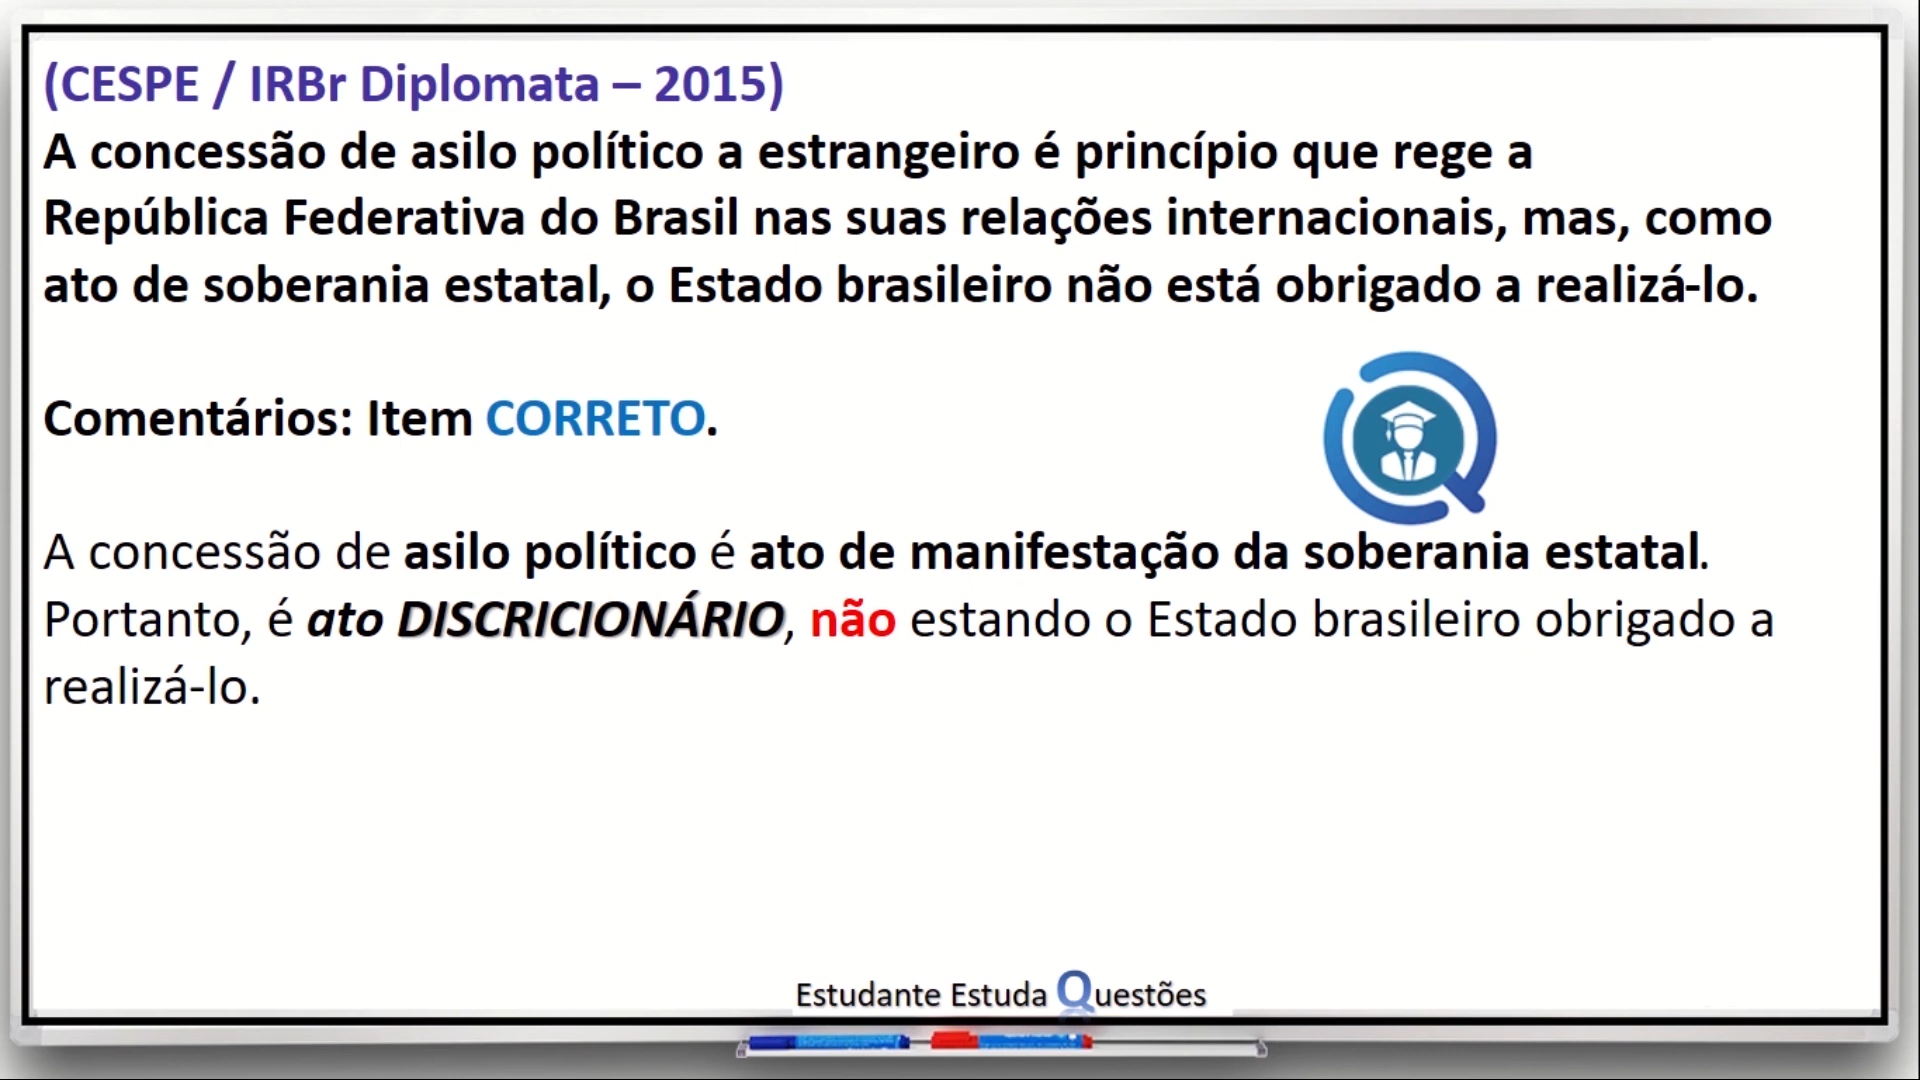 (CESPE / IRBr Diplomata – 2015)
A concessão de asilo político a estrangeiro é princípio que rege a
República Federativa do Brasil nas suas relações internacionais, mas, como
ato de soberania estatal, o Estado brasileiro não está obrigado a realizá-lo.
Comentários: Item CORRETO.
A concessão de asilo político é ato de manifestação da soberania estatal.
Portanto, é ato DISCRICIONÁRIO, não estando o Estado brasileiro obrigado a
realizá-lo.
Estudante Estuda Questões